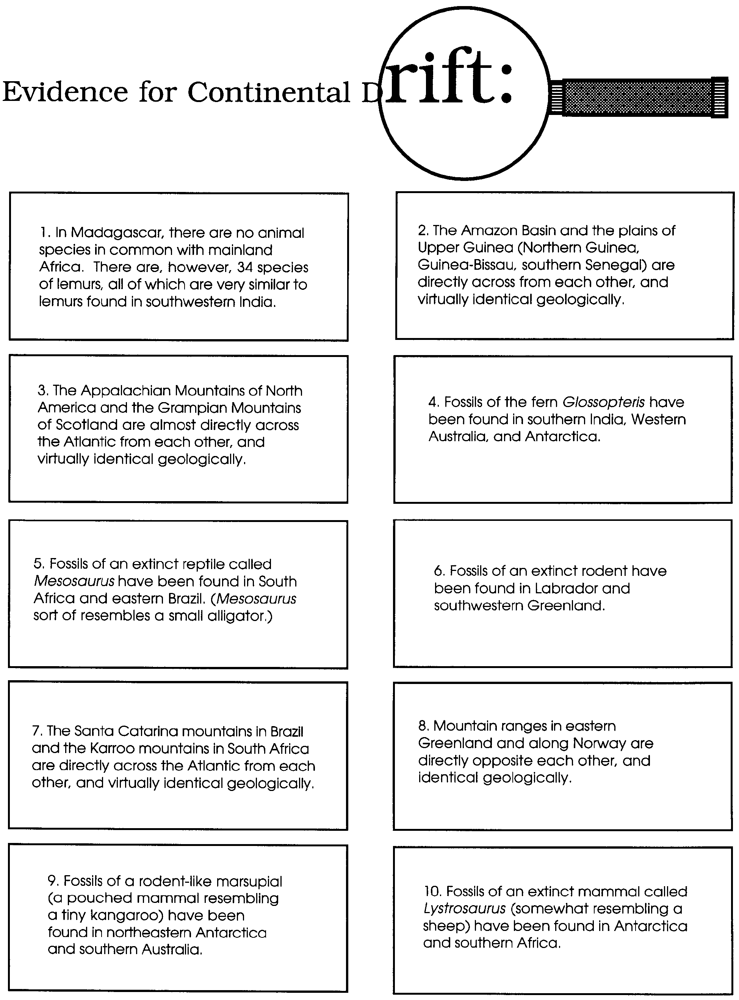 Evidence for Continental Drift:
1. In Madagascar, there are no animal
species in common with mainland
Africa.  There are, however, 34 species
of lemurs, all of which are very similar to
lemurs found in southwestern India.
2. The Amazon Basin and the plains of
Upper Guinea (Northern Guinea,
Guinea-Bissau, southern Senegal) are
directly across from each other, and
virtually identical geologically.
3. The Appalachian Mountains of North
America and the Grampian Mountains
of Scotland are almost directly across
the Atlantic from each other, and
virtually identical geologically.
4. Fossils of the fern Glossopteris have
been found in southern India, Western
Australia, and Antarctica.
5. Fossils of an extinct reptile called
Mesosaurus have been found in South
Africa and eastern Brazil. (Mesosaurus
sort of resembles a small alligator.)
6. Fossils of an extinct rodent have
been found in Labrador and
southwestern Greenland.
7. The Santa Catarina mountains in Brazil
and the Karroo mountains in South Africa
are directly across the Atlantic from each
other, and virtually identical geologically.
8. Mountain ranges in eastern
Greenland and along Norway are
directly opposite each other, and
identical geologically.
9. Fossils of a rodent-like marsupial
(a pouched mammal resembling
a tiny kangaroo) have been
found in northeastern Antarctica
and southern Australia.
10. Fossils of an extinct mammal called
Lystrosaurus (somewhat resembling a
sheep) have been found in Antarctica
and southern Africa.